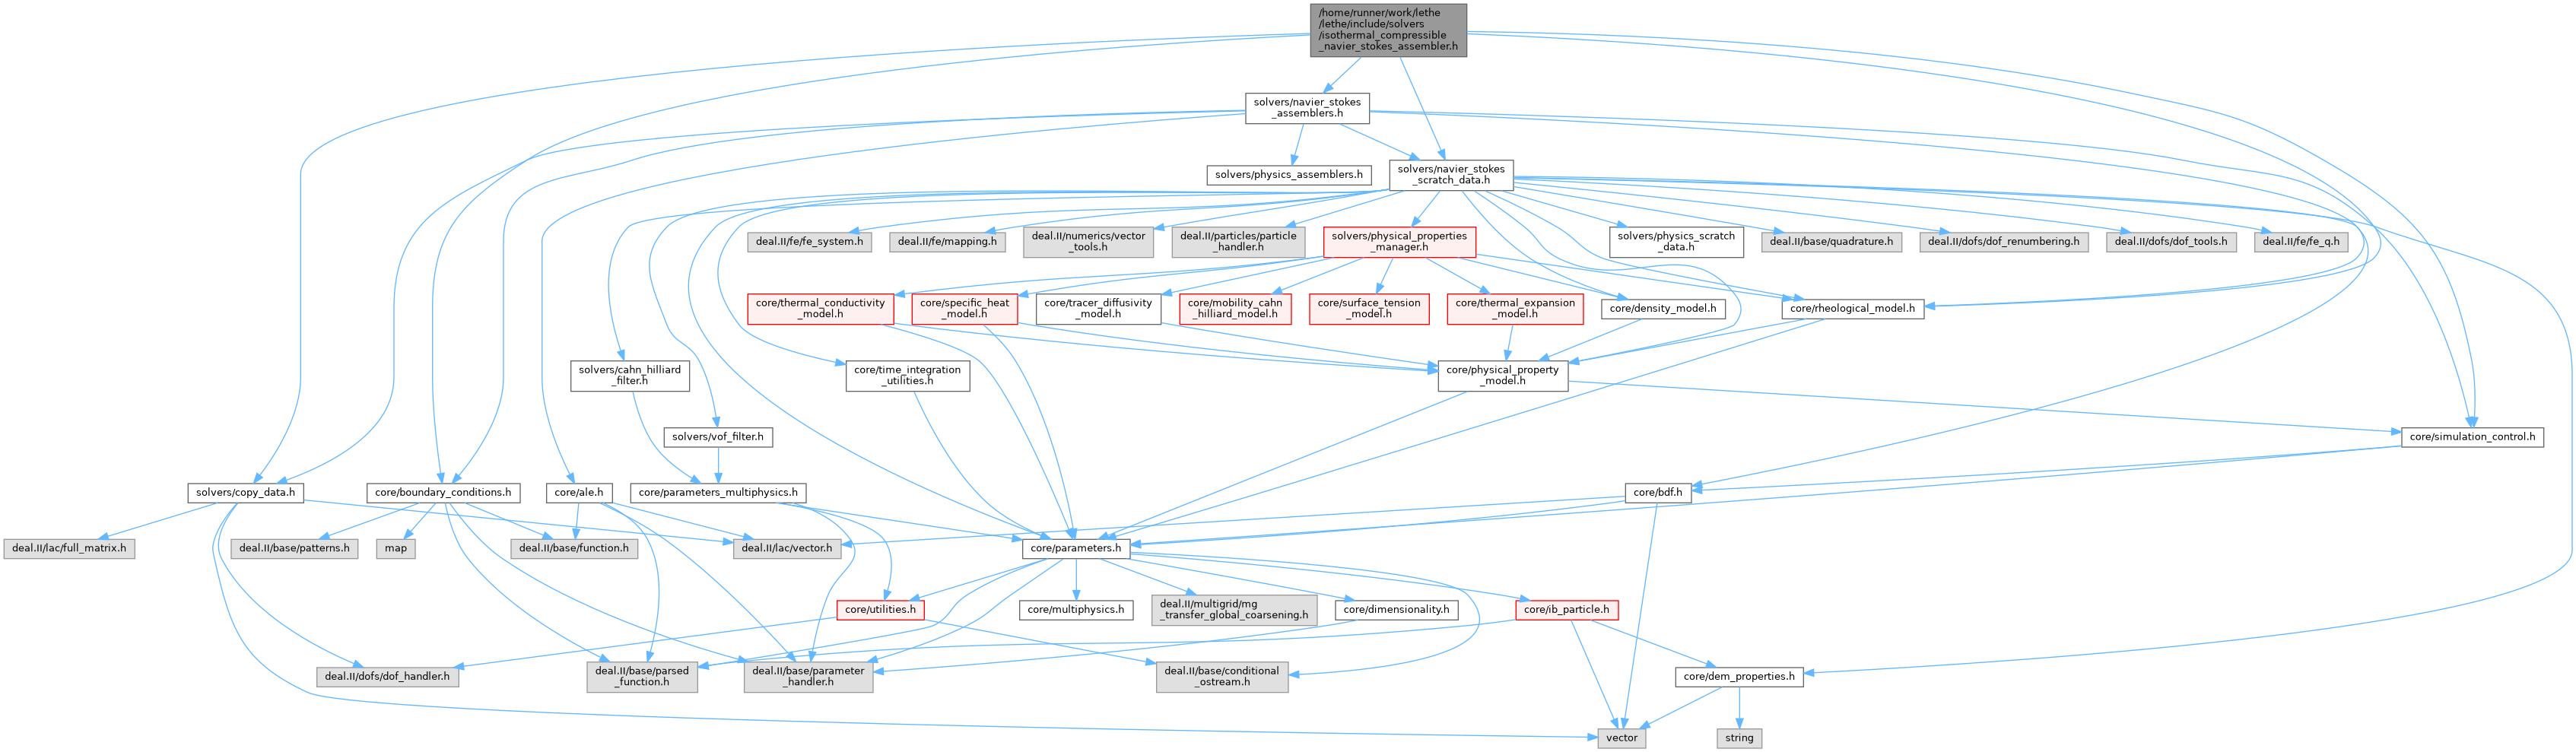 /home/runner/work/lethe
/lethe/include/solvers
/isothermal_compressible
_navier_stokes_assembler.h
solvers/navier_stokes
_assemblers.h
solvers/physics_assemblers.h
solvers/navier_stokes
_scratch_data.h
deal.II/fe/fe_system.h
deal.II/fe/mapping.h
deal.II/numerics/vector
_tools.h
deal.II/particles/particle
_handler.h
solvers/physical_properties
_manager.h
solvers/physics_scratch
_data.h
deal.II/base/quadrature.h
deal.II/dofs/dof_renumbering.h
deal.II/dofs/dof_tools.h
deal.II/fe/fe_q.h
core/thermal_conductivity
_model.h
core/specific_heat
_model.h
core/tracer_diffusivity
_model.h
core/mobility_cahn
_hilliard_model.h
core/surface_tension
_model.h
core/thermal_expansion
_model.h
core/density_model.h
core/rheological_model.h
solvers/cahn_hilliard
_filter.h
core/time_integration
_utilities.h
core/physical_property
_model.h
solvers/vof_filter.h
core/simulation_control.h
solvers/copy_data.h
core/boundary_conditions.h
core/ale.h
core/parameters_multiphysics.h
core/bdf.h
deal.II/lac/full_matrix.h
deal.II/base/patterns.h
map
deal.II/base/function.h
deal.II/lac/vector.h
core/parameters.h
core/utilities.h
core/multiphysics.h
deal.II/multigrid/mg
_transfer_global_coarsening.h
core/dimensionality.h
core/ib_particle.h
deal.II/dofs/dof_handler.h
deal.II/base/parsed
_function.h
deal.II/base/parameter
_handler.h
deal.II/base/conditional
_ostream.h
core/dem_properties.h
vector
string